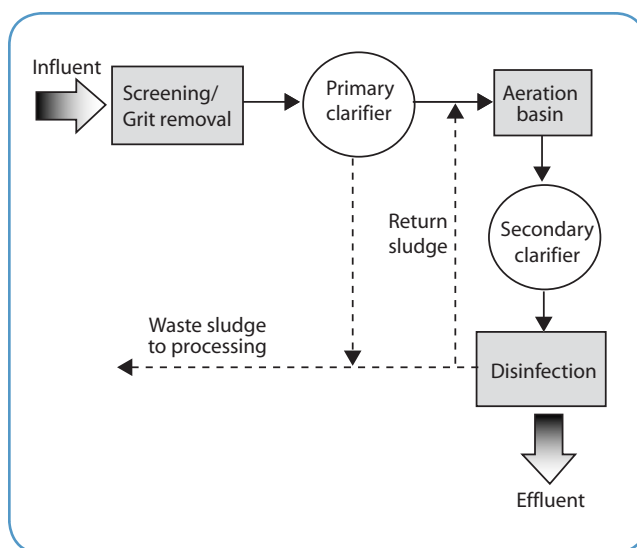 Influent
Screening/
Grit removal
Primary
clarifier
Aeration
basin
Return
sludge
Secondary
clarifier
Waste sludge
to processing
Disinfection
Effluent